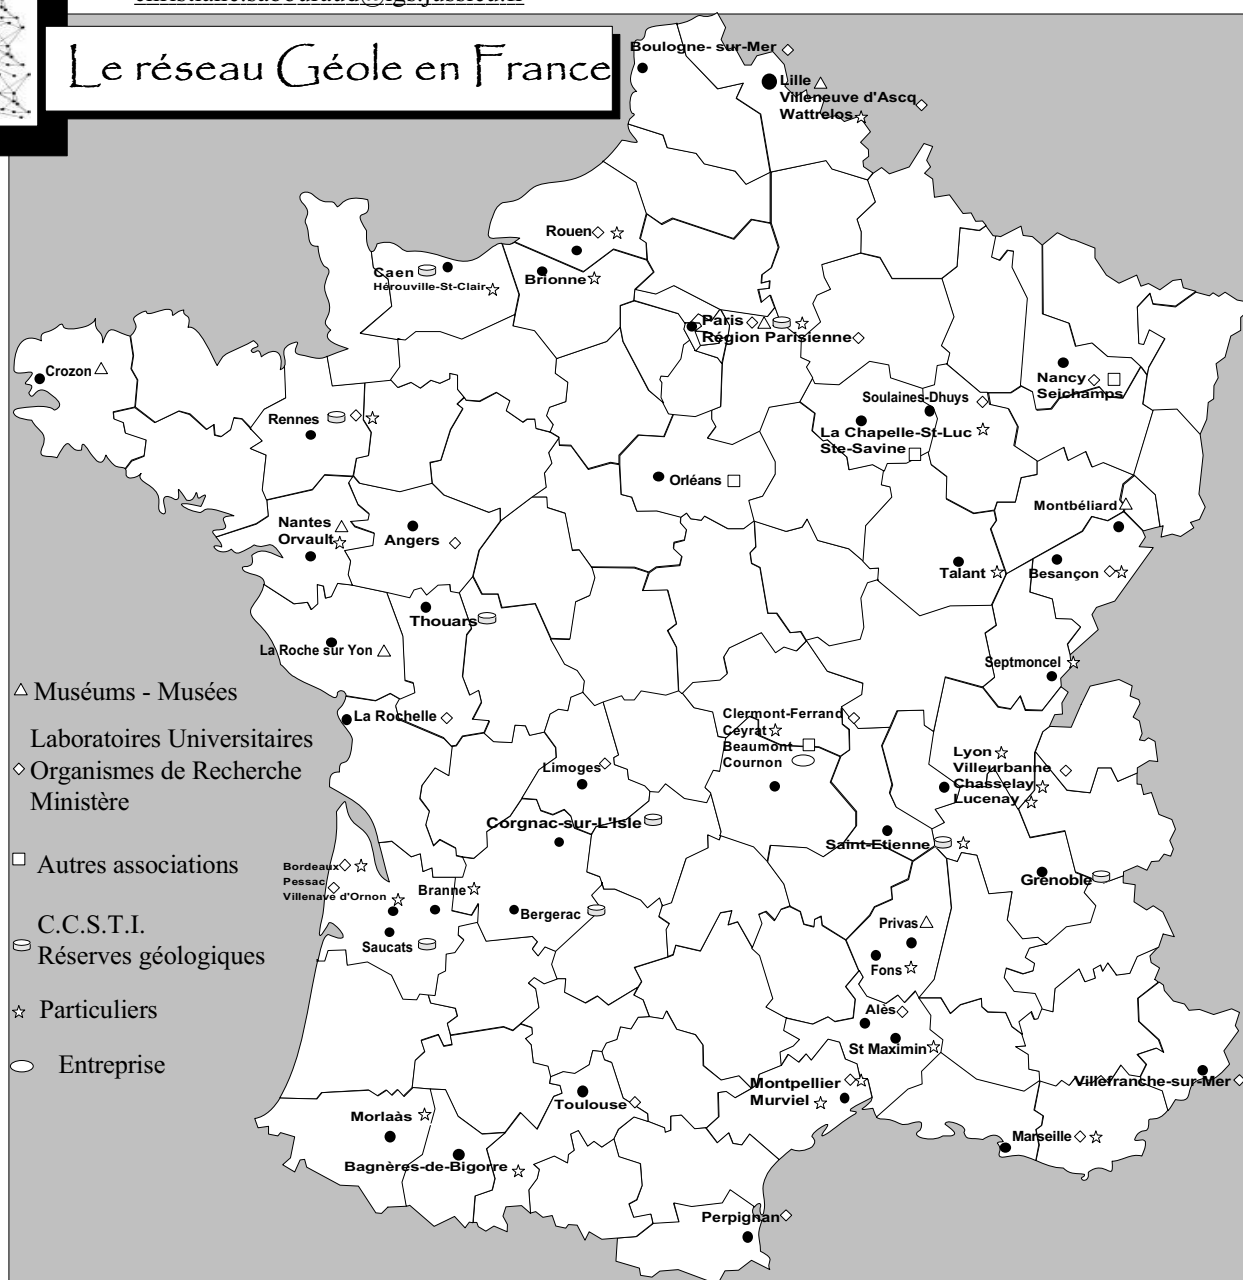 Le réseau Géole en France
Boulogne- sur-Mer
Lille
Villeneuve d'Ascq
Wattrelos
Rouen
Caen
Hérouville-St-Clair
Brionne
Paris
Région Parisienne
Crozon
Nancy
Seichamps
Soulaines-Dhuys
Rennes
La Chapelle-St-Luc
Ste-Savine
Orléans
Montbéliard
Nantes
Orvault
Angers
Talant
Besançon
Thouars
La Roche sur Yon
Septmoncel
Muséums - Musées
La Rochelle
Clermont-Ferrand
Ceyrat
Beaumont
Cournon
Laboratoires Universitaires
Organismes de Recherche
Ministère
Lyon
Villeurbanne
Chasselay
Lucenay
Limoges
Corgnac-sur-L'Isle
Saint-Etienne
Autres associations
Bordeaux
Pessac
Villenave d'Ornon
Grenoble
Branne
Bergerac
Privas
C.C.S.T.I.
Réserves géologiques
Saucats
Fons
Particuliers
Alès
St Maximin
Entreprise
Montpellier
Murviel
Villefranche-sur-Mer
Toulouse
Morlaàs
Marseille
Bagnères-de-Bigorre
Perpignan